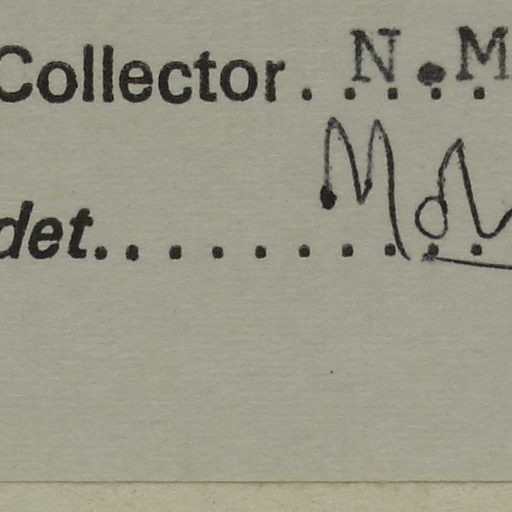 Collector . . . N.M
det. . . . . . . . .